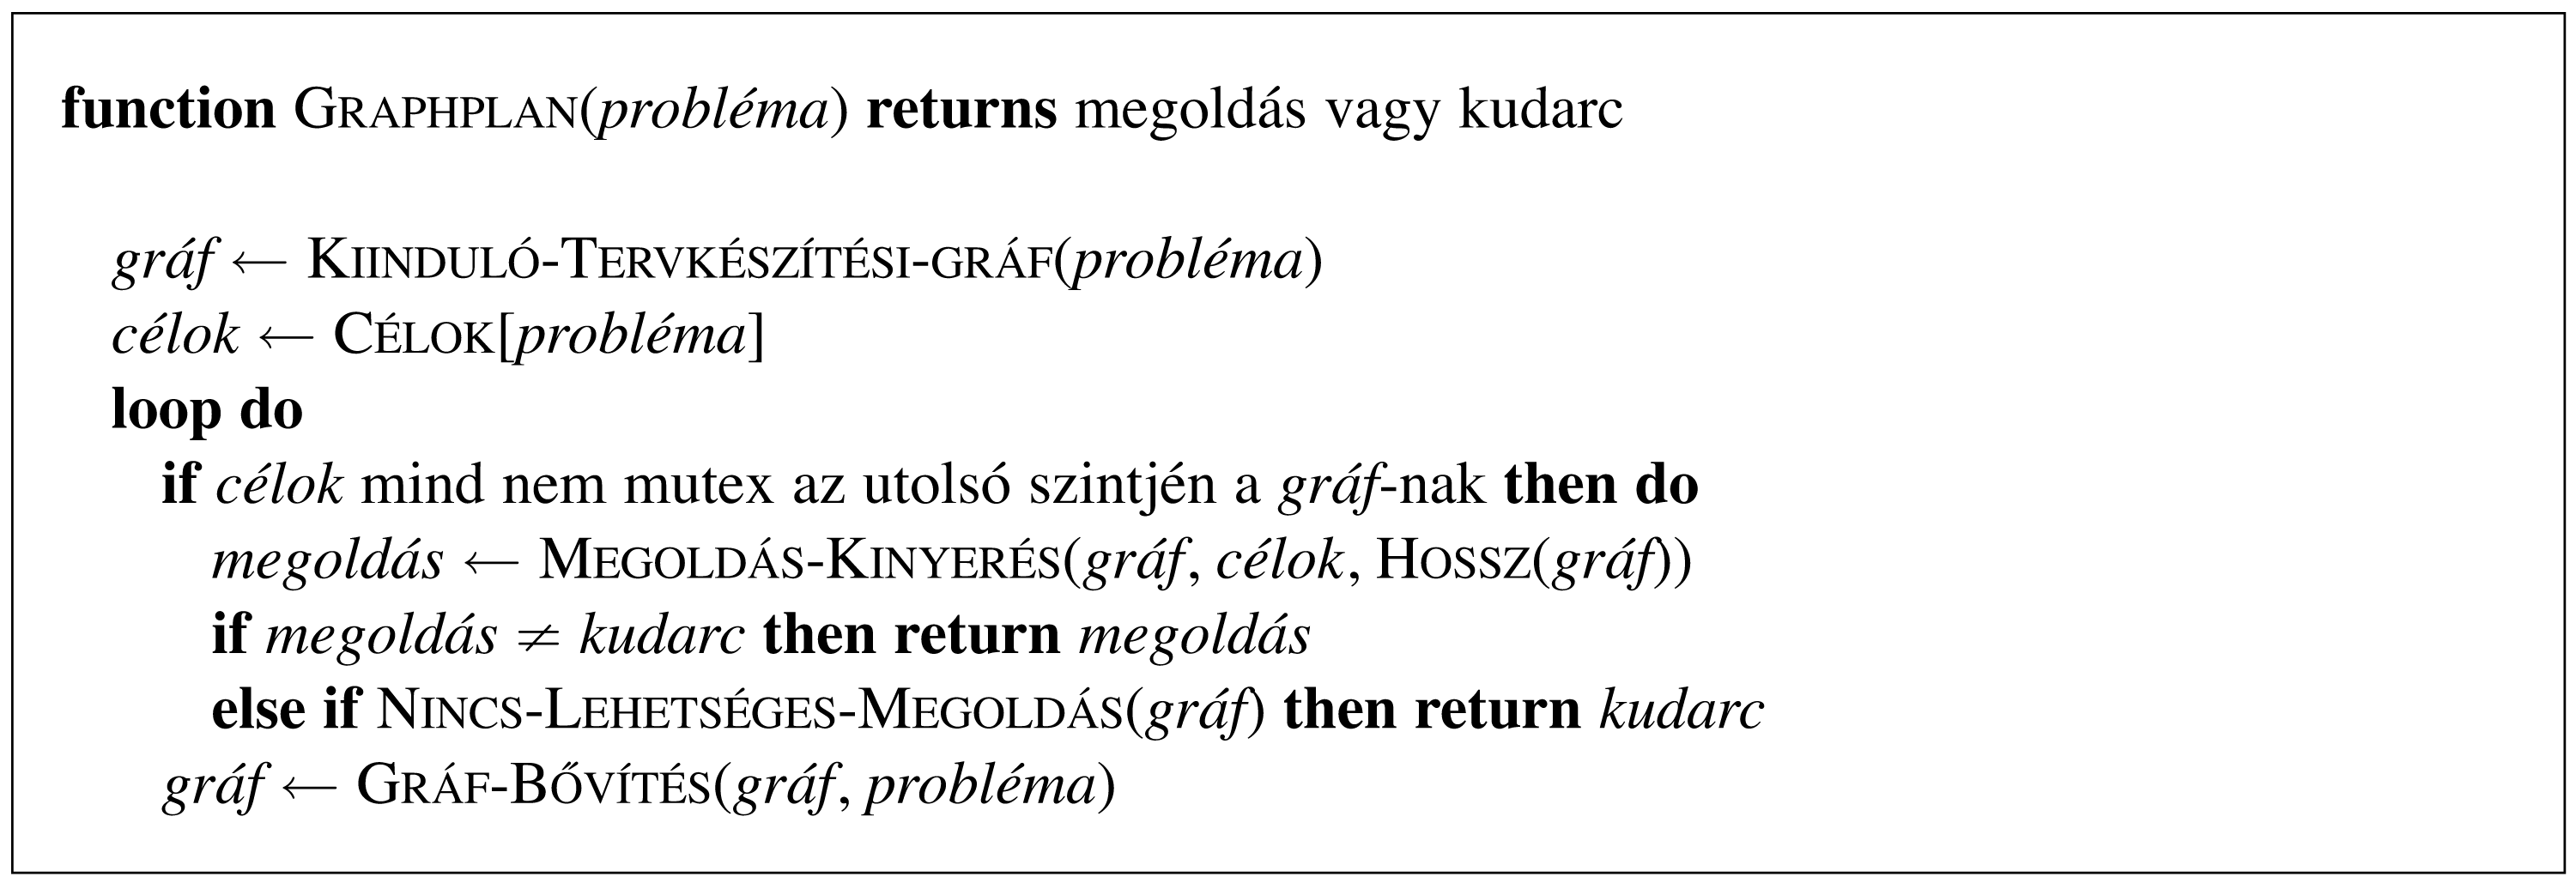 function GRAPHPLAN(probléma) returns megoldás vagy kudarc
gráf ← KIINDULÓ-TERVKÉSZÍTÉSI-GRÁF(probléma)
célok ← CÉLOK[probléma]
loop do
if célok mind nem mutex az utolsó szintjén a gráf-nak then do
megoldás ← MEGOLDÁS-KINYERÉS(gráf, célok, HOSSZ(gráf))
if megoldás ≠ kudarc then return megoldás
else if NINCS-LEHETSÉGES-MEGOLDÁS(gráf) then return kudarc
gráf ← GRÁF-BŐVÍTÉS(gráf, probléma)